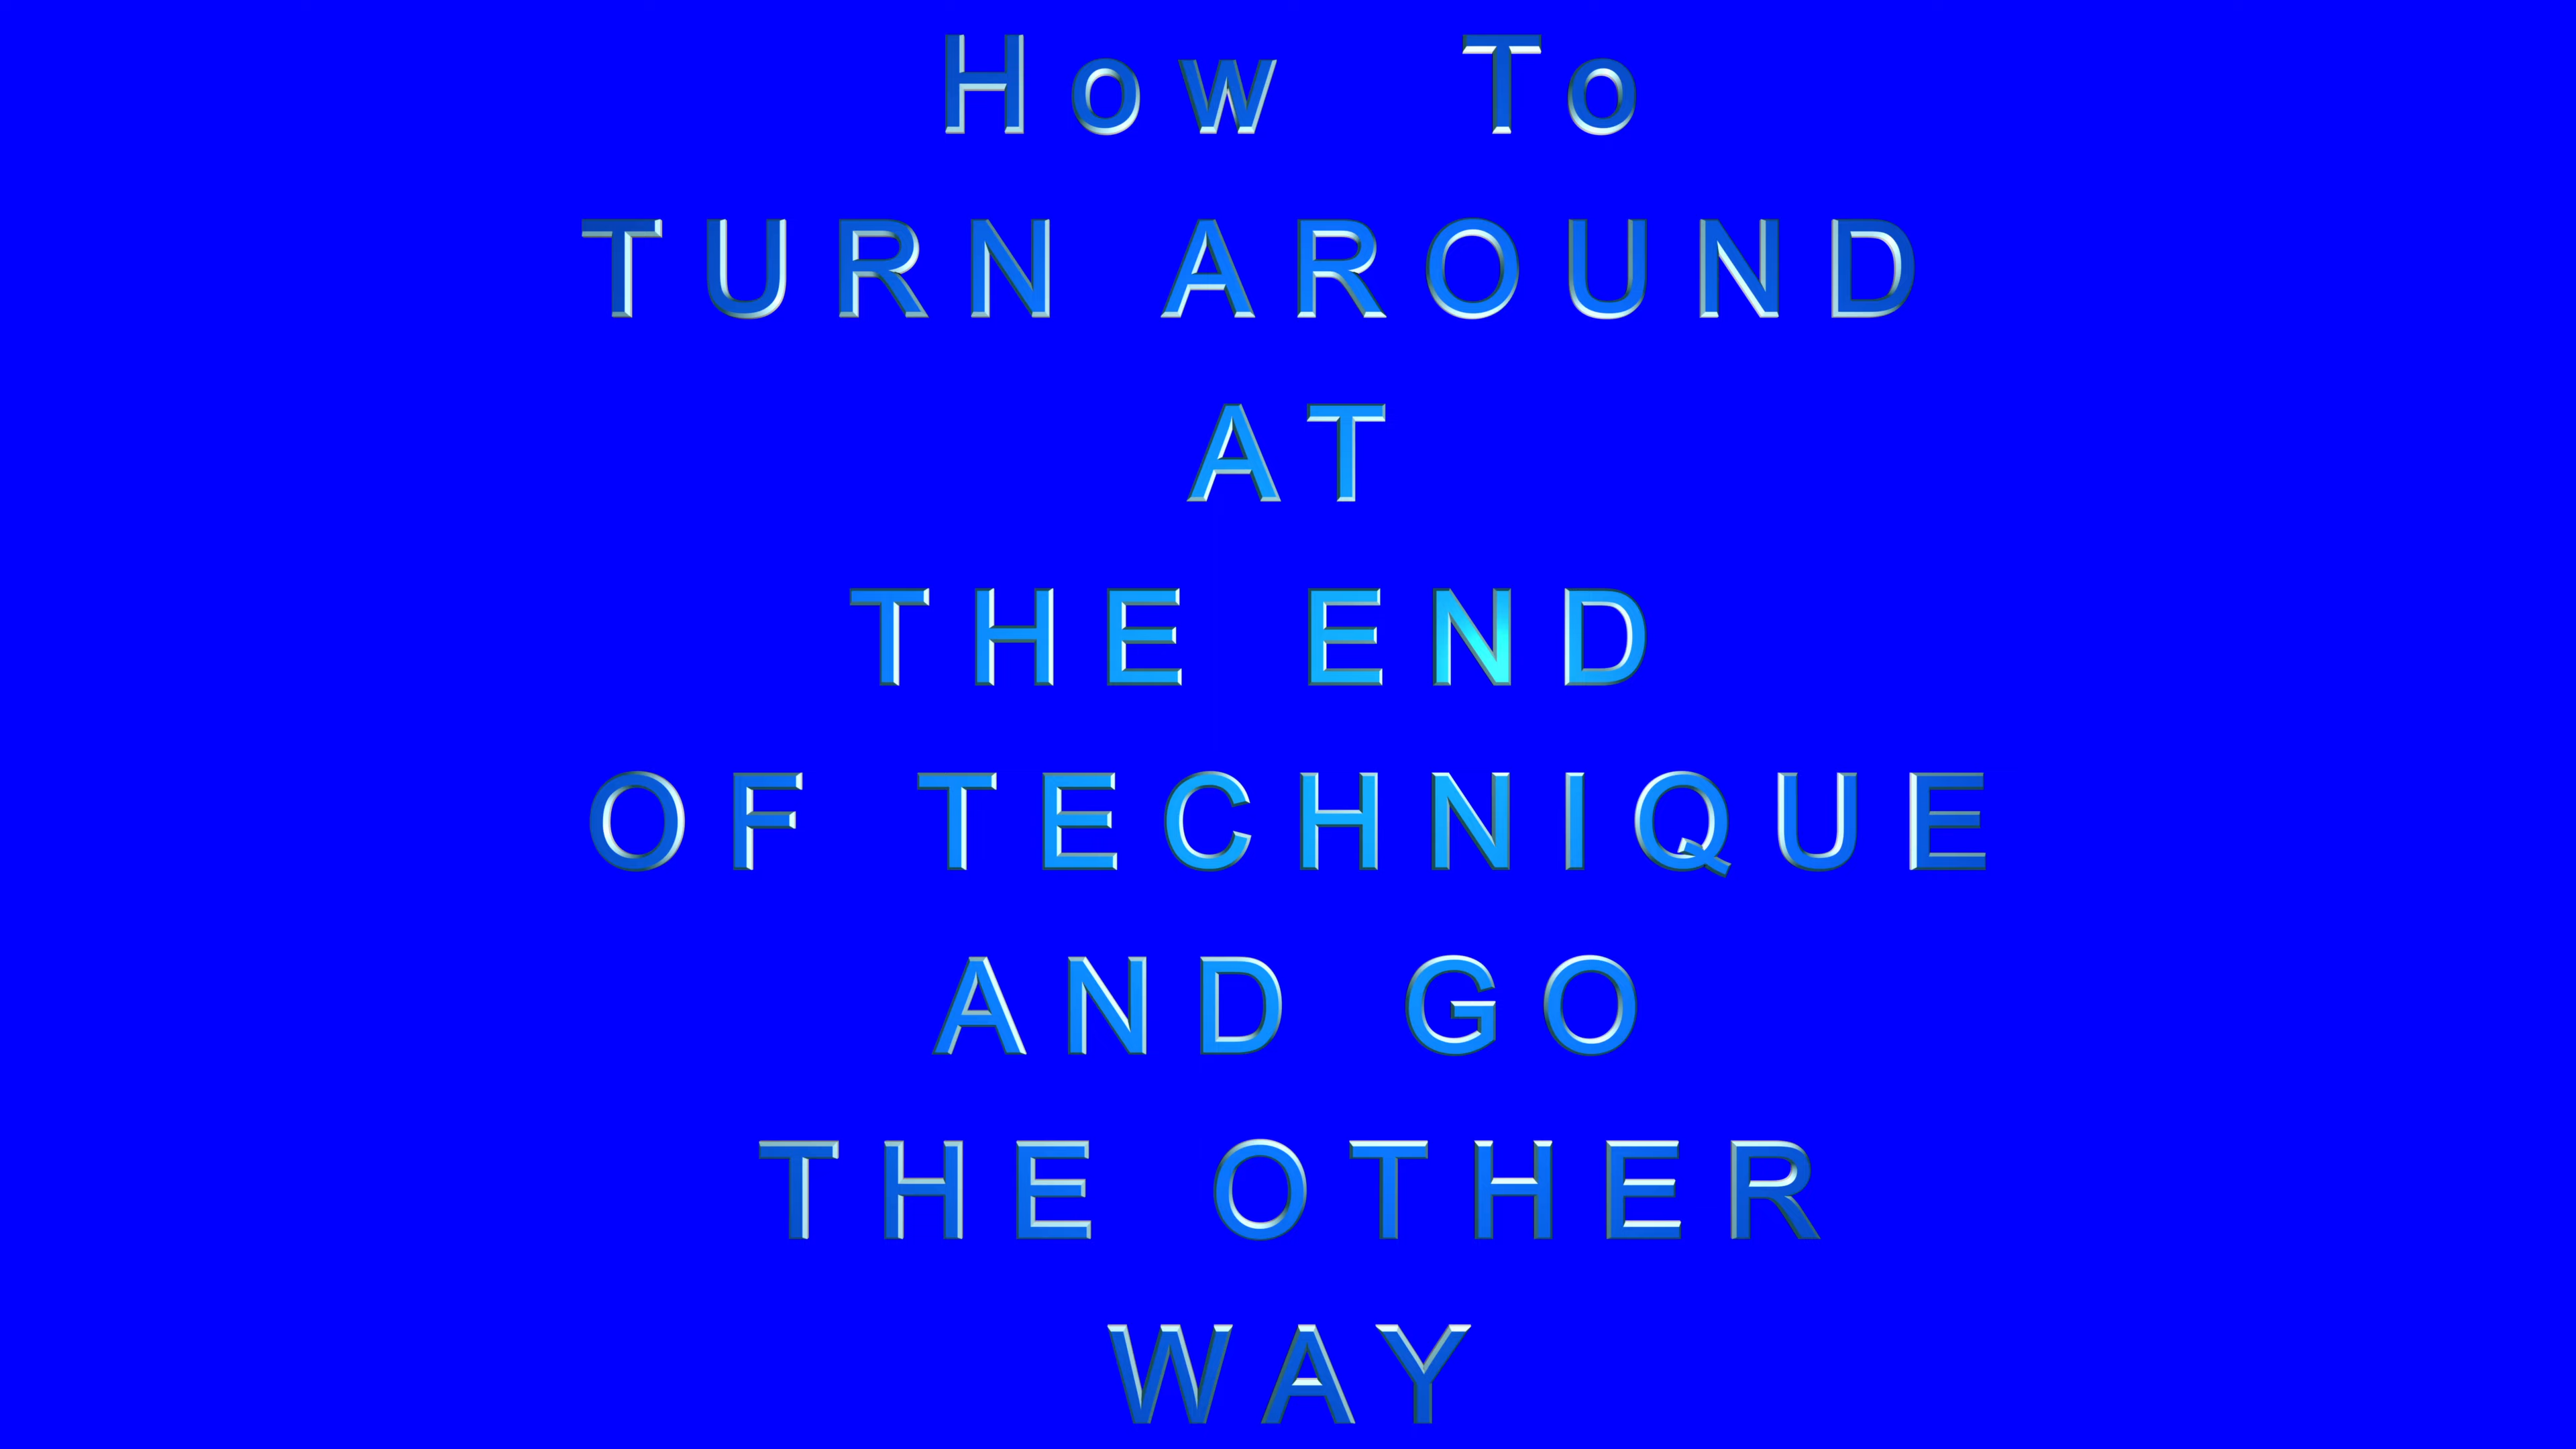 How To
TURN AROUND
AT
THE END
OF TECHNIQUE
AND GO
THE OTHER
WAY